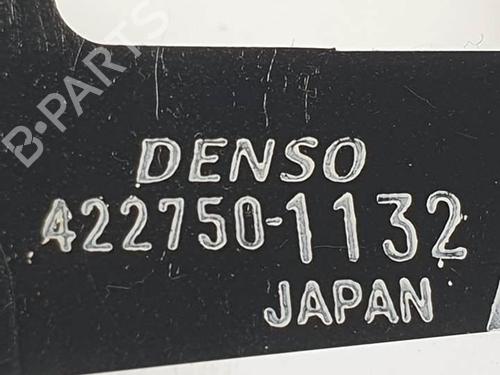 B-PARTS
DENSO
422750-1132
JAPAN